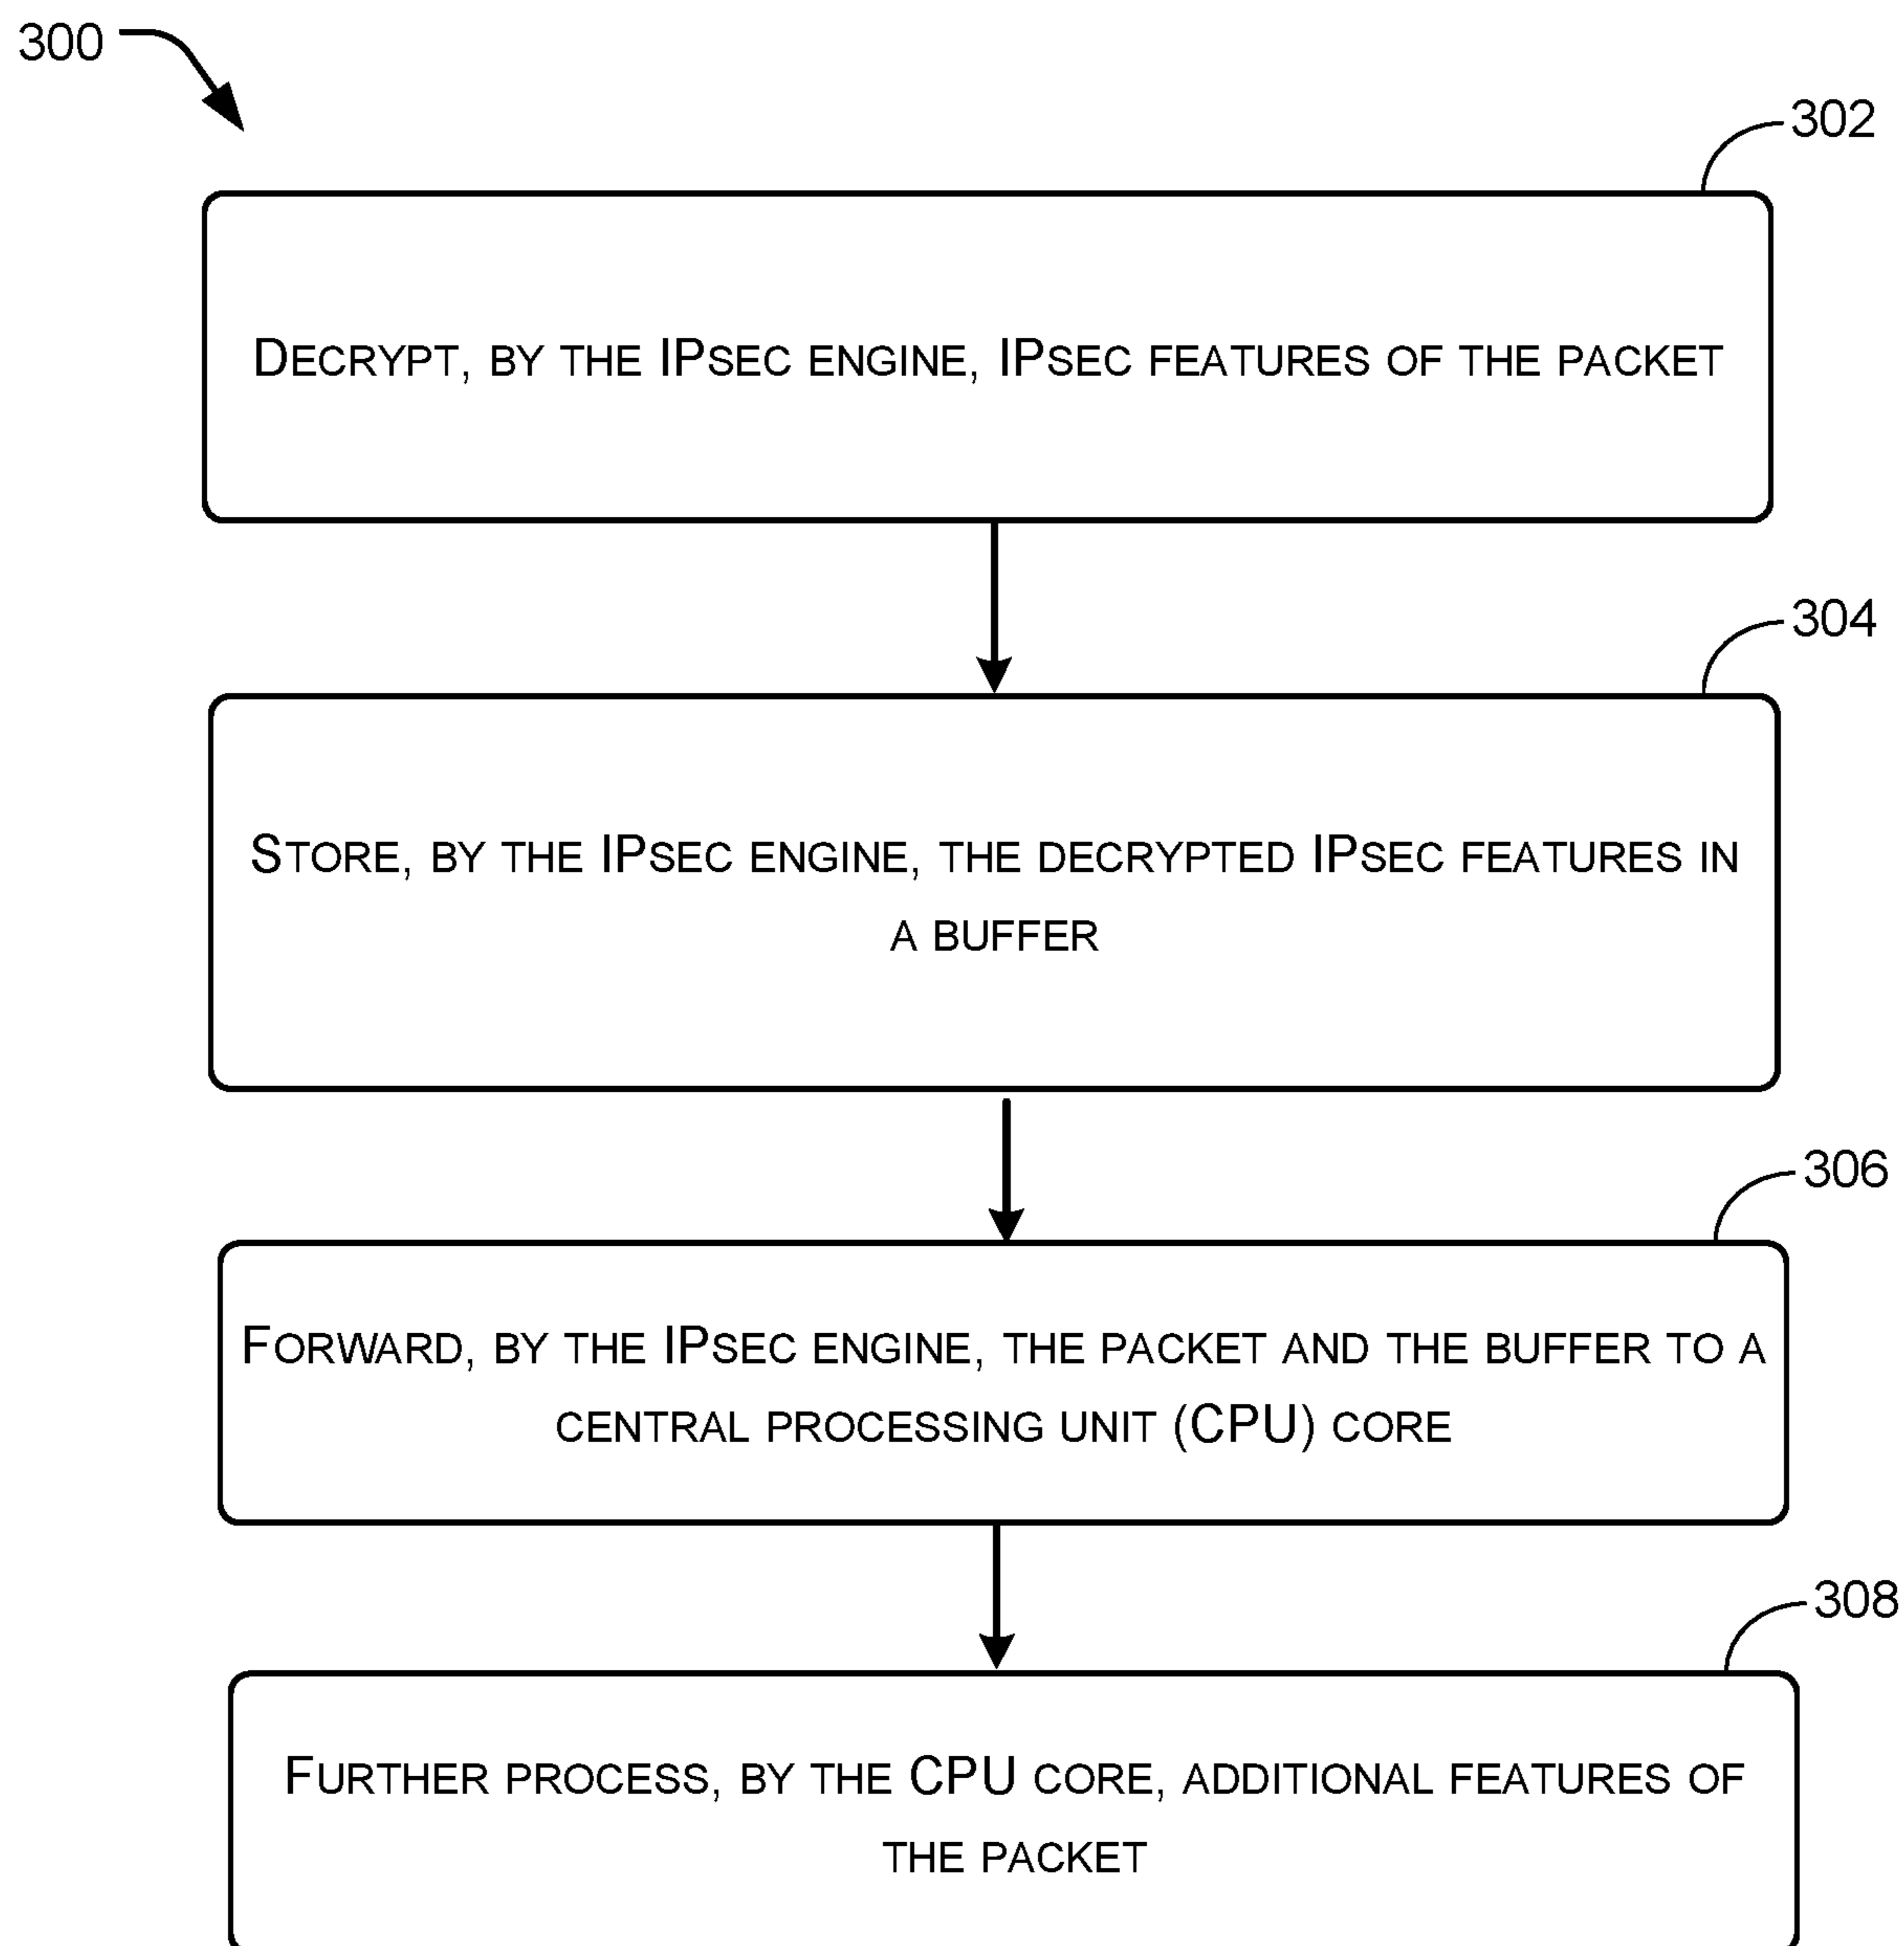 300
302
DECRYPT, BY THE IPSEC ENGINE, IPSEC FEATURES OF THE PACKET
304
STORE, BY THE IPSEC ENGINE, THE DECRYPTED IPSEC FEATURES IN
A BUFFER
306
FORWARD, BY THE IPSEC ENGINE, THE PACKET AND THE BUFFER TO A
CENTRAL PROCESSING UNIT (CPU) CORE
308
FURTHER PROCESS, BY THE CPU CORE, ADDITIONAL FEATURES OF
THE PACKET